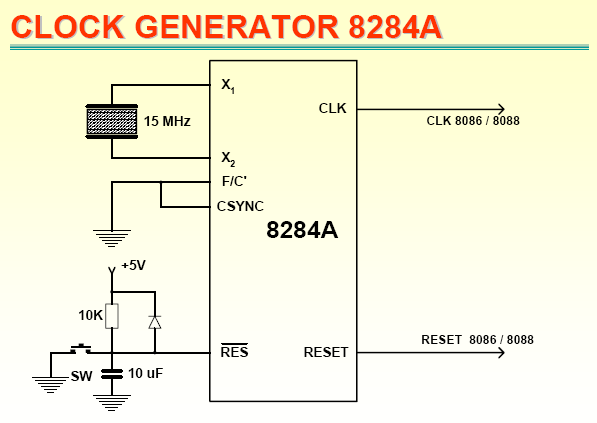 CLOCK GENERATOR 8284A
X1
CLK
15 MHz
CLK 8086 / 8088
X2
F/C'
CSYNC
8284A
+5V
10K
RESET 8086 / 8088
RES
RESET
SW
10 uF